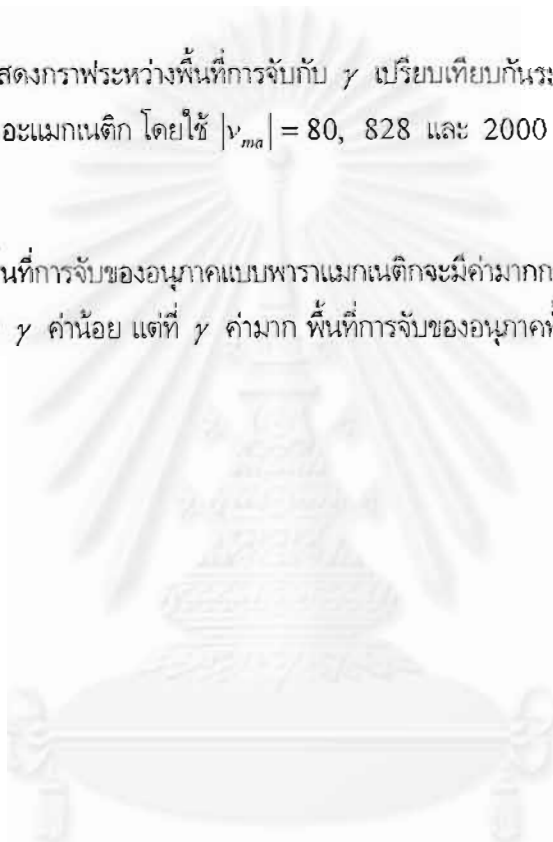 สดงกราฟระหว่างพื้นที่การจับกับ γ เปรียบเทียบกันระ
อะแมกเนติก โดยใช้ |v_ma| = 80, 828 และ 2000
้นที่การจับของอนุภาคแบบพาราแมกเนติกจะมีค่ามากก
γ ค่าน้อย แต่ที่ γ ค่ามาก พื้นที่การจับของอนุภาคท